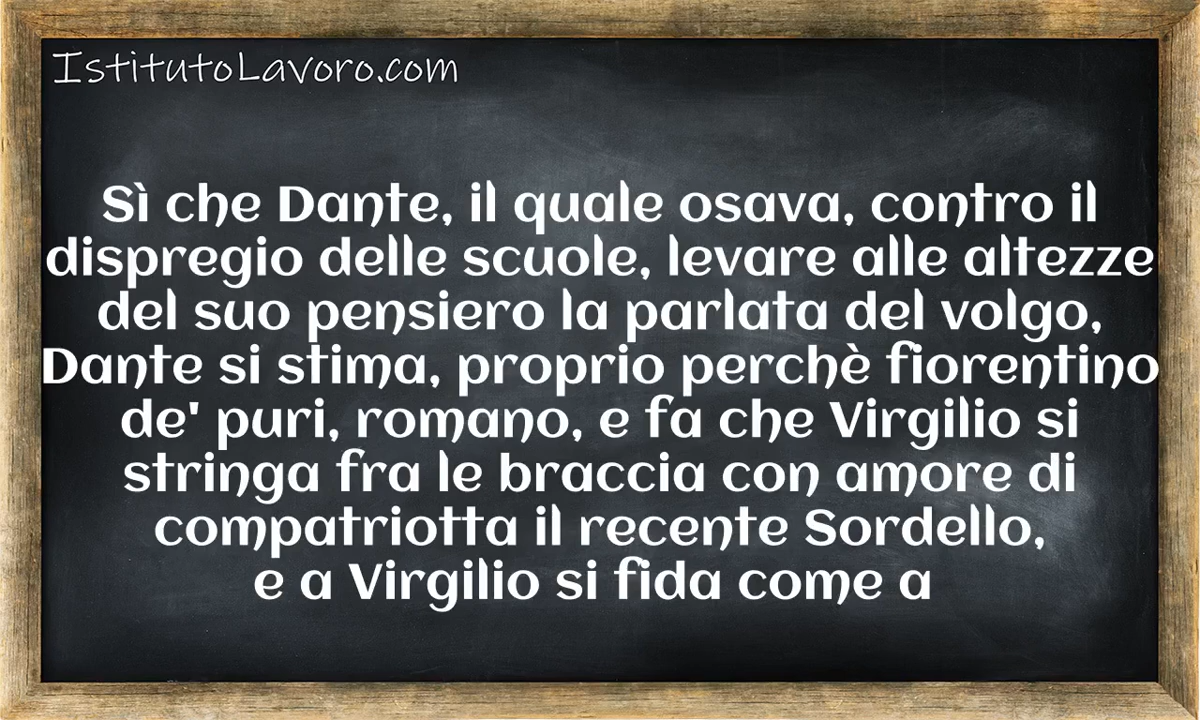 IstitutoLavoro.com
Sì che Dante, il quale osava, contro il
dispregio delle scuole, levare alle altezze
del suo pensiero la parlata del volgo,
Dante si stima, proprio perchè fiorentino
de' puri, romano, e fa che Virgilio si
stringa fra le braccia con amore di
compatriotta il recente Sordello,
e a Virgilio si fida come a